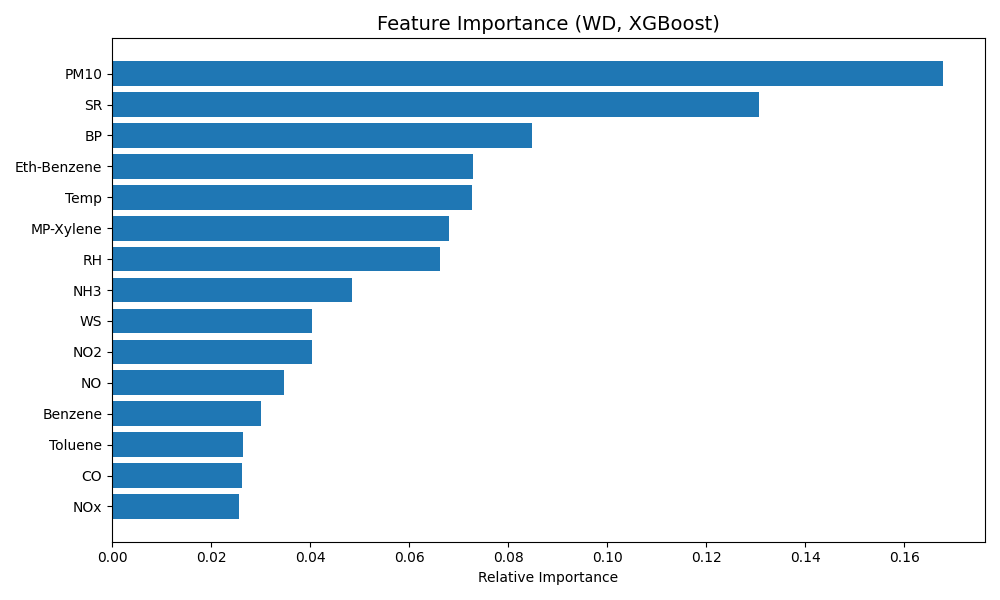 Feature Importance (WD, XGBoost)
PM10
SR
BP
Eth-Benzene
Temp
MP-Xylene
RH
NH3
WS
NO2
NO
Benzene
Toluene
CO
NOx
0.00 0.02 0.04 0.06 0.08 0.10 0.12 0.14 0.16
Relative Importance